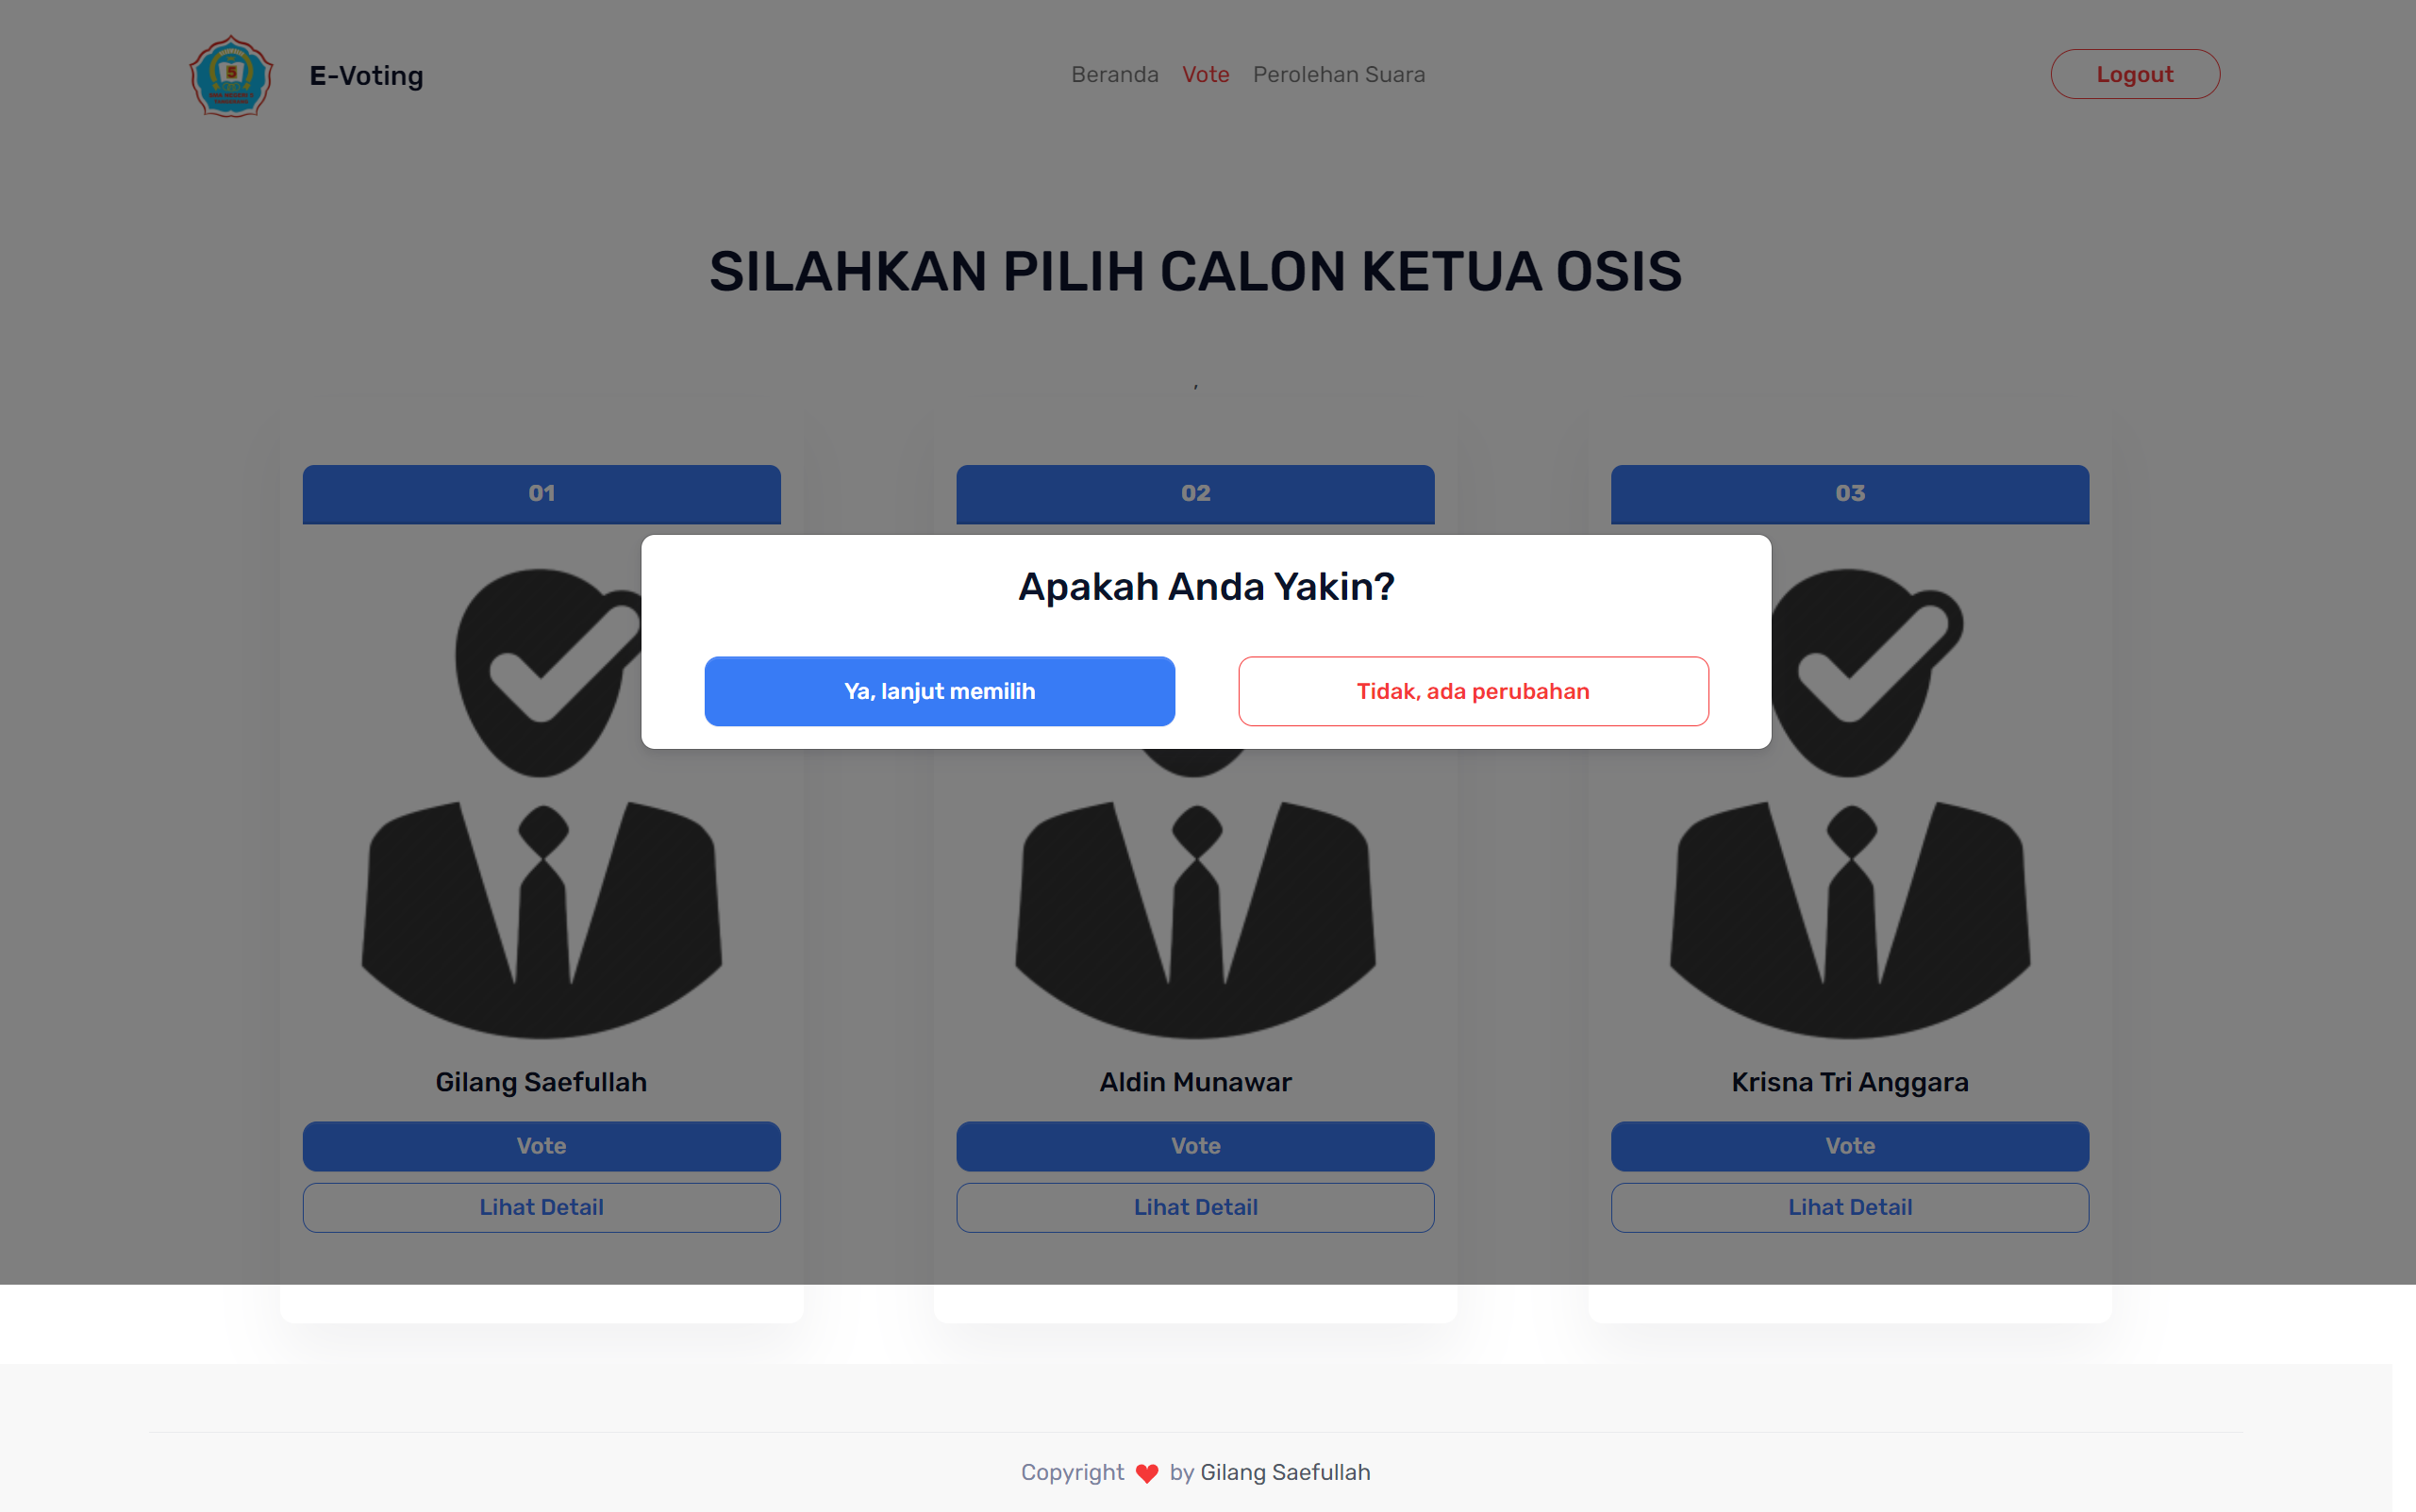 E-Voting
Beranda Vote Perolehan Suara
Logout
SILAHKAN PILIH CALON KETUA OSIS
,
01
02
03
Apakah Anda Yakin?
Ya, lanjut memilih
Tidak, ada perubahan
Gilang Saefullah
Aldin Munawar
Krisna Tri Anggara
Vote
Vote
Vote
Lihat Detail
Lihat Detail
Lihat Detail
Copyright ❤ by Gilang Saefullah